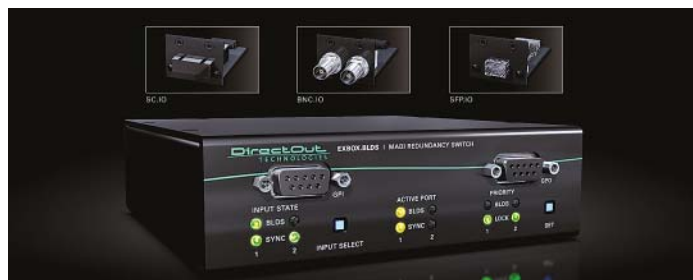 SC.IO
BNC.IO
SFP.IO
DirectOut
TECHNOLOGIES
EXBOX.BLDS | MADI REDUNDANCY SWITCH
GPI
GPO
INPUT STATE
BLDS
SYNC
1 2
INPUT SELECT
ACTIVE PORT
BLDS
SYNC
1 2
PRIORITY
BLDS
LOCK
1 2
SET